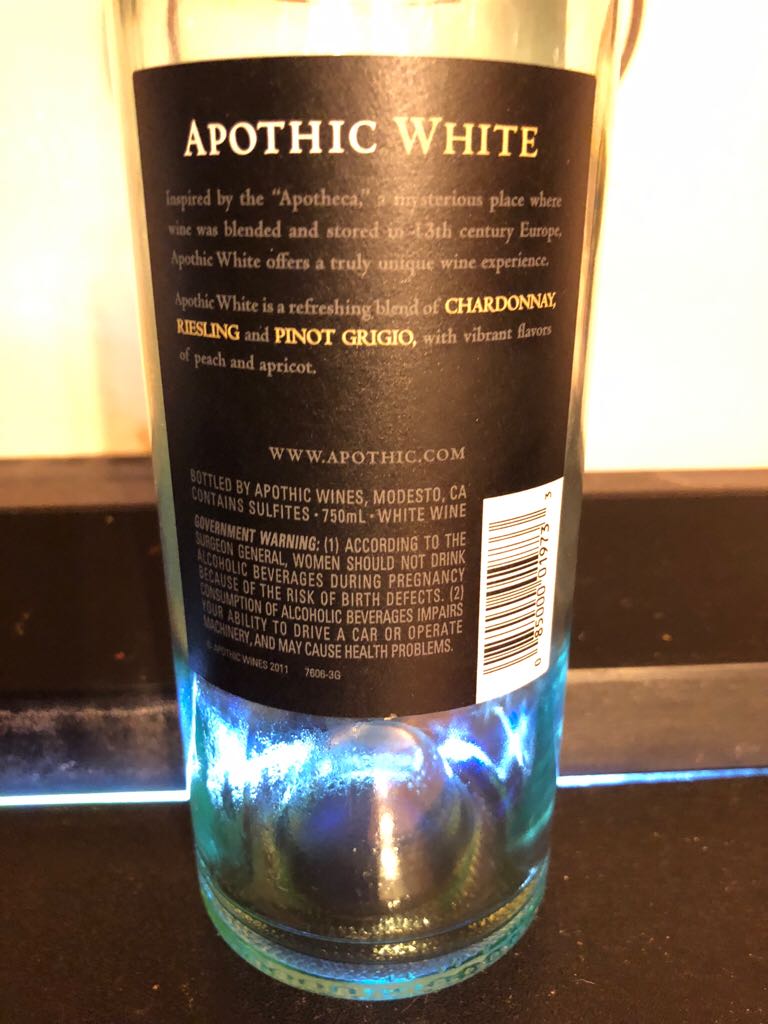 APOTHIC WHITE
Inspired by the "Apotheca," a mysterious place where
wine was blended and stored in 13th century Europe,
Apothic White offers a truly unique wine experience.
Apothic White is a refreshing blend of CHARDONNAY,
RIESLING and PINOT GRIGIO, with vibrant flavors
of peach and apricot.
WWW.APOTHIC.COM
BOTTLED BY APOTHIC WINES, MODESTO, CA
CONTAINS SULFITES • 750mL • WHITE WINE
GOVERNMENT WARNING: (1) ACCORDING TO THE
SURGEON GENERAL, WOMEN SHOULD NOT DRINK
ALCOHOLIC BEVERAGES DURING PREGNANCY
BECAUSE OF THE RISK OF BIRTH DEFECTS. (2)
CONSUMPTION OF ALCOHOLIC BEVERAGES IMPAIRS
YOUR ABILITY TO DRIVE A CAR OR OPERATE
MACHINERY, AND MAY CAUSE HEALTH PROBLEMS.
© APOTHIC WINES 2011 7606-3G
0 85000 01973 3